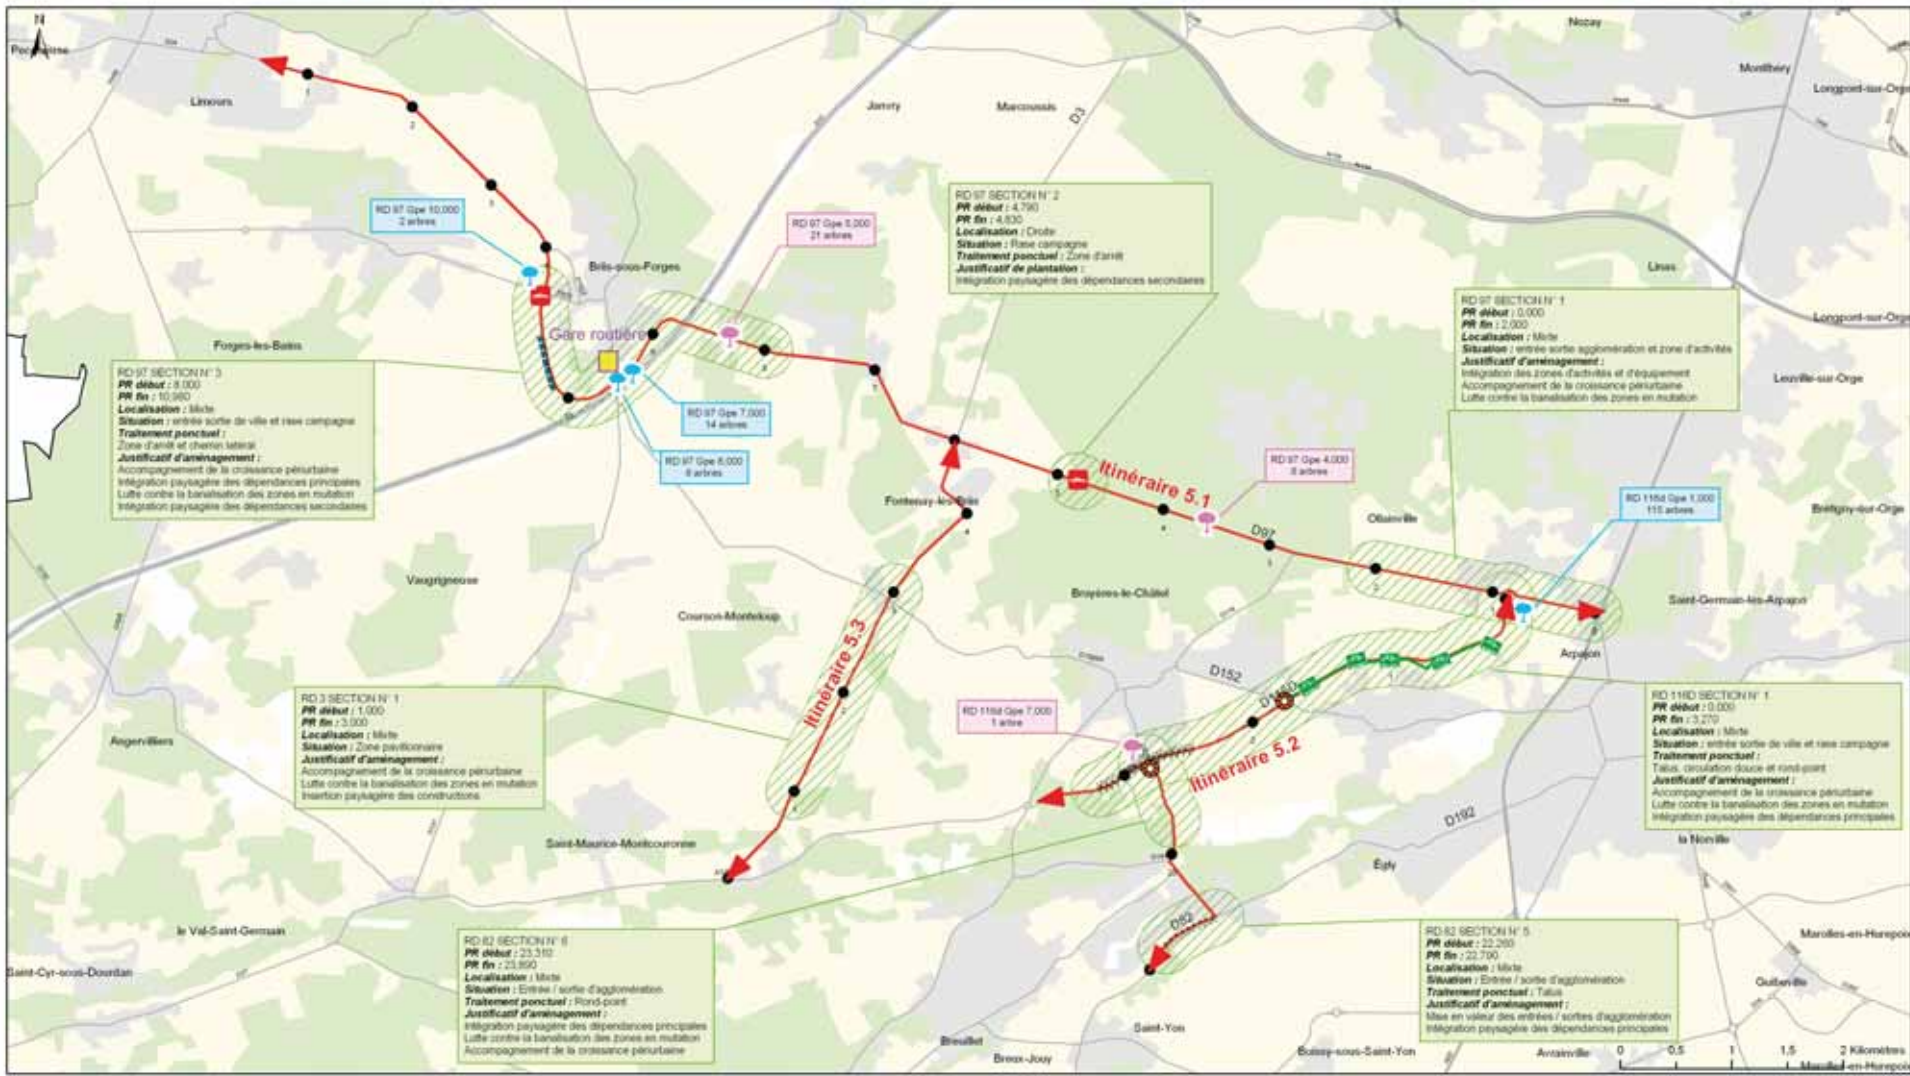 N
Nozay
Pecqueuse
Montlhéry
Limours
Janvry
Marcoussis
D3
Longpont-sur-Orge
1
2
3
RD 97 Gpe 10,000
2 arbres
RD 97 Gpe 5,000
21 arbres
RD 97 SECTION N° 2
PR début : 4,790
PR fin : 4,830
Localisation : Droite
Situation : Rase campagne
Traitement ponctuel : Zone d'arrêt
Justificatif de plantation :
Intégration paysagère des dépendances secondaires
Briis-sous-Forges
Linas
RD 97 SECTION N° 1
PR début : 0,000
PR fin : 2,000
Localisation : Mixte
Situation : entrée sortie agglomération et zone d'activités
Justificatif d'aménagement :
Intégration des zones d'activités et d'équipement
Accompagnement de la croissance périurbaine
Lutte contre la banalisation des zones en mutation
Longpont-sur-Orge
Gare routière
Forges-les-Bains
Leuville-sur-Orge
RD 97 SECTION N° 3
PR début : 8,000
PR fin : 10,980
Localisation : Mixte
Situation : entrée sortie de ville et rase campagne
Traitement ponctuel :
Zone d'arrêt et chemin latéral
Justificatif d'aménagement :
Accompagnement de la croissance périurbaine
Intégration paysagère des dépendances principales
Lutte contre la banalisation des zones en mutation
Intégration paysagère des dépendances secondaires
7
RD 97 Gpe 7,000
14 arbres
RD 97 Gpe 8,000
8 arbres
Itinéraire 5.1
RD 97 Gpe 4,000
8 arbres
RD 116d Gpe 1,000
115 arbres
Fontenay-lès-Briis
4
4
Ollainville
Brétigny-sur-Orge
D97
3
2
Vaugrigneuse
Courson-Monteloup
Bruyères-le-Châtel
Saint-Germain-lès-Arpajon
Arpajon
Itinéraire 5.3
D152
D116D
RD 3 SECTION N° 1
PR début : 1,000
PR fin : 3,000
Localisation : Mixte
Situation : Zone pavillonnaire
Justificatif d'aménagement :
Accompagnement de la croissance périurbaine
Lutte contre la banalisation des zones en mutation
Insertion paysagère des constructions
RD 116d Gpe 7,000
1 arbre
2
Itinéraire 5.2
RD 116D SECTION N° 1
PR début : 0,000
PR fin : 3,270
Localisation : Mixte
Situation : entrée sortie de ville et rase campagne
Traitement ponctuel :
Talus, circulation douce et rond-point
Justificatif d'aménagement :
Accompagnement de la croissance périurbaine
Lutte contre la banalisation des zones en mutation
Intégration paysagère des dépendances principales
Angervilliers
D192
Saint-Maurice-Montcouronne
la Norville
Égly
le Val-Saint-Germain
D82
RD 82 SECTION N° 6
PR début : 23,310
PR fin : 23,890
Localisation : Mixte
Situation : Entrée / sortie d'agglomération
Traitement ponctuel : Rond-point
Justificatif d'aménagement :
Intégration paysagère des dépendances principales
Lutte contre la banalisation des zones en mutation
Accompagnement de la croissance périurbaine
RD 82 SECTION N° 5
PR début : 22,260
PR fin : 22,790
Localisation : Mixte
Situation : Entrée / sortie d'agglomération
Traitement ponctuel : Talus
Justificatif d'aménagement :
Mise en valeur des entrées / sorties d'agglomération
Intégration paysagère des dépendances principales
Marolles-en-Hurepoix
Saint-Cyr-sous-Dourdan
Guibeville
Saint-Yon
Breuillet
Breux-Jouy
Boissy-sous-Saint-Yon
Avrainville
0 0,5 1 1,5 2 Kilomètres
Marolles-en-Hurepoix